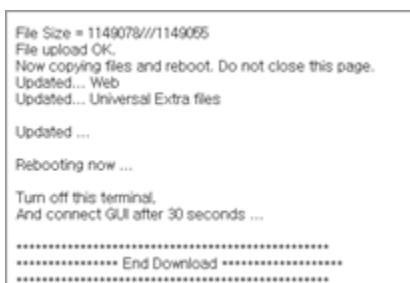 File Size = 1149078///1149055
File upload OK.
Now copying files and reboot. Do not close this page.
Updated... Web
Updated... Universal Extra files
Updated ...
Rebooting now ...
Turn off this terminal,
And connect GUI after 30 seconds ...
**************************************************
**************** End Download *******************
**************************************************